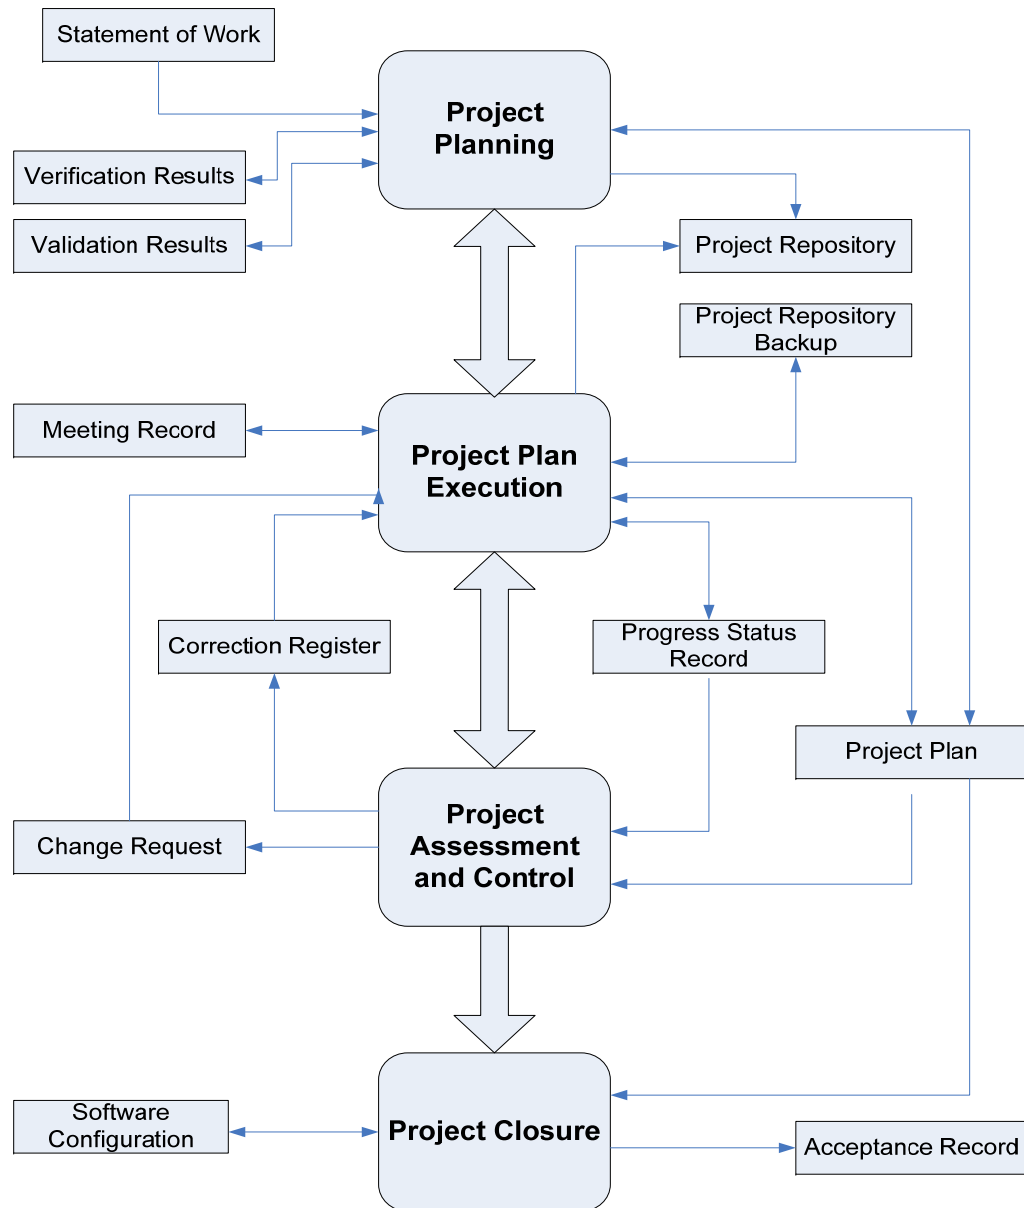 Statement of Work
Project
Planning
Verification Results
Validation Results
Project Repository
Project Repository
Backup
Meeting Record
Project Plan
Execution
Correction Register
Progress Status
Record
Project Plan
Project
Assessment
and Control
Change Request
Software
Configuration
Project Closure
Acceptance Record